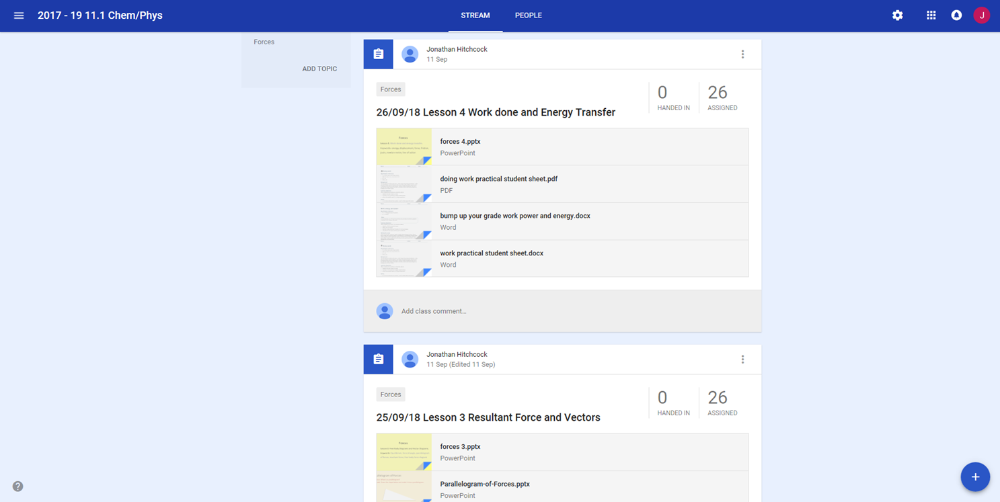 2017 - 19 11.1 Chem/Phys
STREAM
PEOPLE
J
Forces
ADD TOPIC
Jonathan Hitchcock
11 Sep
Forces
26/09/18 Lesson 4 Work done and Energy Transfer
0
HANDED IN
26
ASSIGNED
Forces
forces 4.pptx
PowerPoint
doing work practical student sheet.pdf
PDF
bump up your grade work power and energy.docx
Word
work practical student sheet.docx
Word
Add class comment…
Jonathan Hitchcock
11 Sep (Edited 11 Sep)
Forces
25/09/18 Lesson 3 Resultant Force and Vectors
0
HANDED IN
26
ASSIGNED
Forces
forces 3.pptx
PowerPoint
Parallelogram-of-Forces.pptx
PowerPoint
+
?